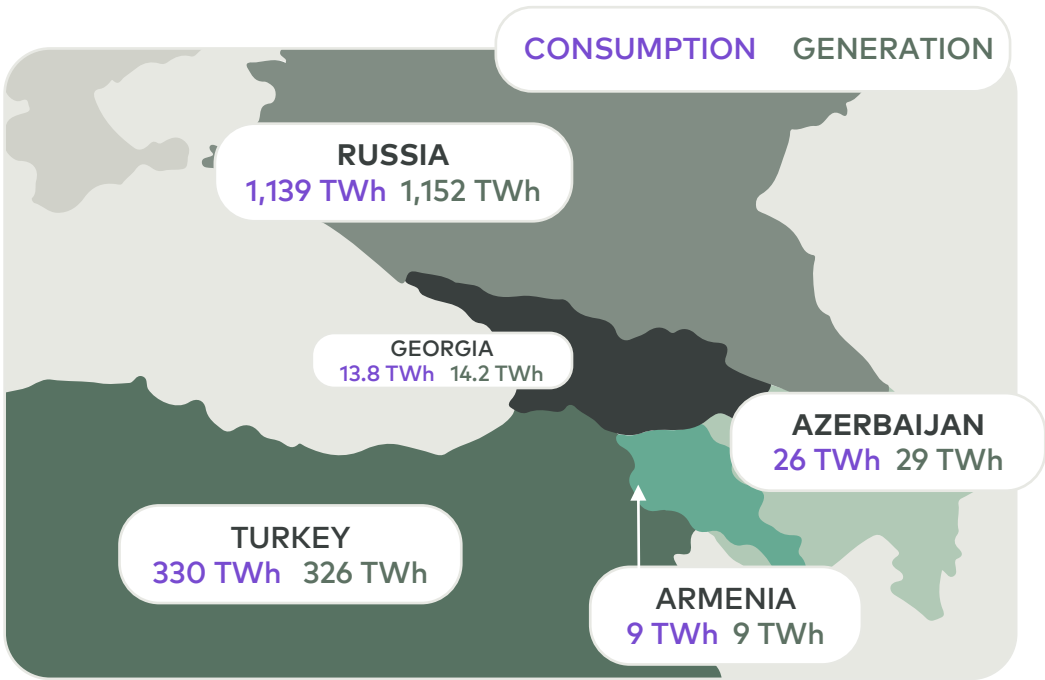 CONSUMPTION GENERATION
RUSSIA
1,139 TWh 1,152 TWh
GEORGIA
13.8 TWh 14.2 TWh
AZERBAIJAN
26 TWh 29 TWh
TURKEY
330 TWh 326 TWh
ARMENIA
9 TWh 9 TWh